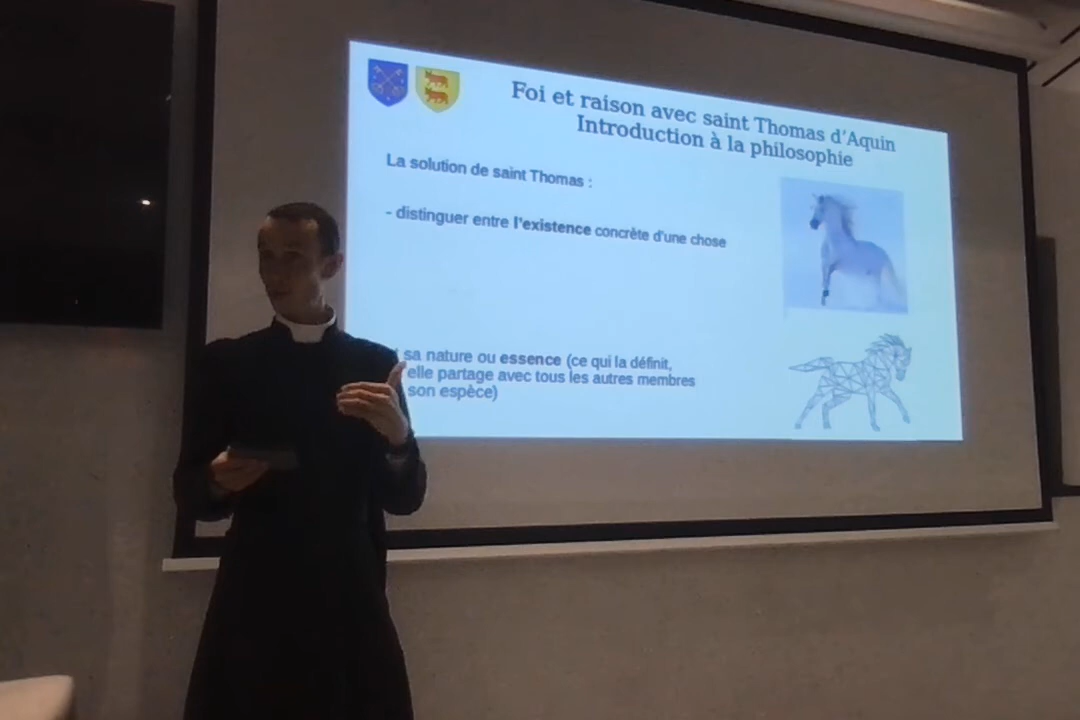 Foi et raison avec saint Thomas d'Aquin
Introduction à la philosophie
La solution de saint Thomas :
- distinguer entre l'existence concrète d'une chose
sa nature ou essence (ce qui la définit,
elle partage avec tous les autres membres
son espèce)